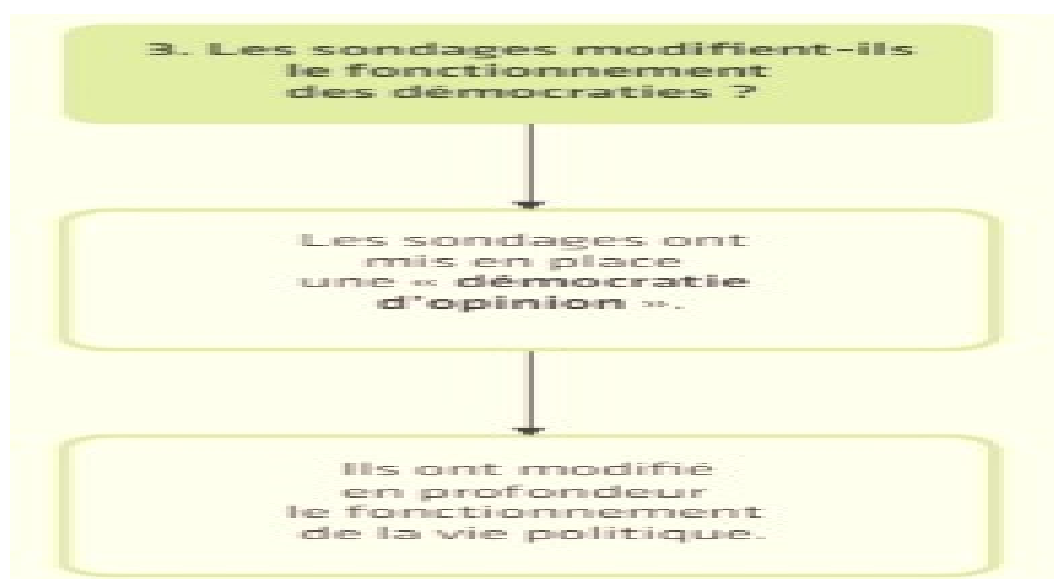 3. Les sondages modifient-ils
le fonctionnement
des démocraties ?
Les sondages ont
mis en place
une « démocratie
d'opinion ».
Ils ont modifié
en profondeur
le fonctionnement
de la vie politique.